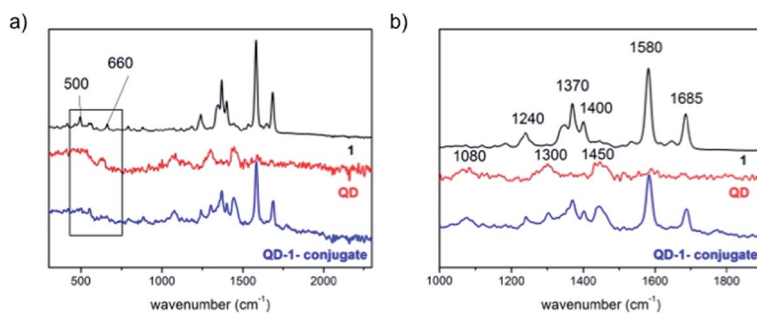 a)
500
660
1
QD
QD-1- conjugate
500
1000
1500
2000
wavenumber (cm-1)
b)
1580
1370
1400
1685
1240
1
1080
1300
1450
QD
QD-1- conjugate
1000
1200
1400
1600
1800
wavenumber (cm-1)